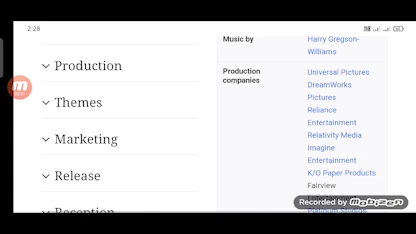 2:28
Production
Themes
Marketing
Release
Reception
Music by
Harry Gregson-
Williams
Production
companies
Universal Pictures
DreamWorks
Pictures
Reliance
Entertainment
Relativity Media
Imagine
Entertainment
K/O Paper Products
Fairview
Recorded by mobizen